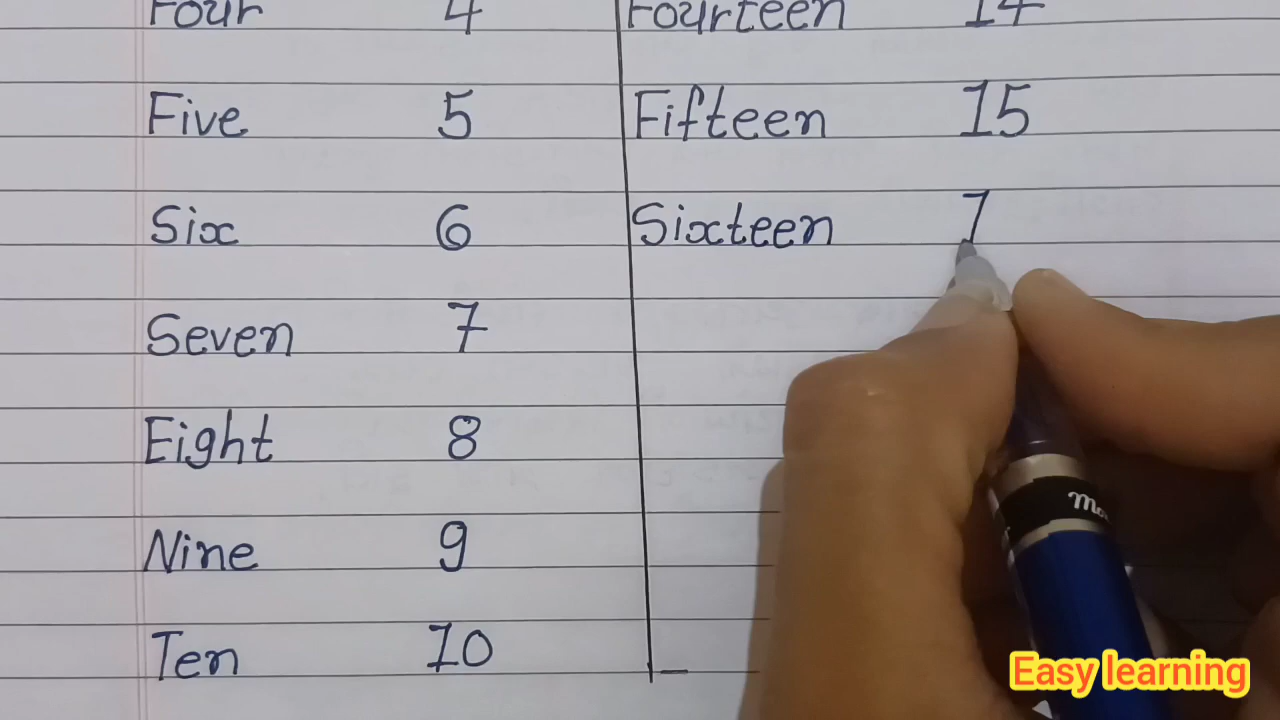 Four 4 Fourteen 14
Five 5 Fifteen 15
Six 6 Sixteen 1
Seven 7
Eight 8
Nine 9
Ten 10
Easy learning